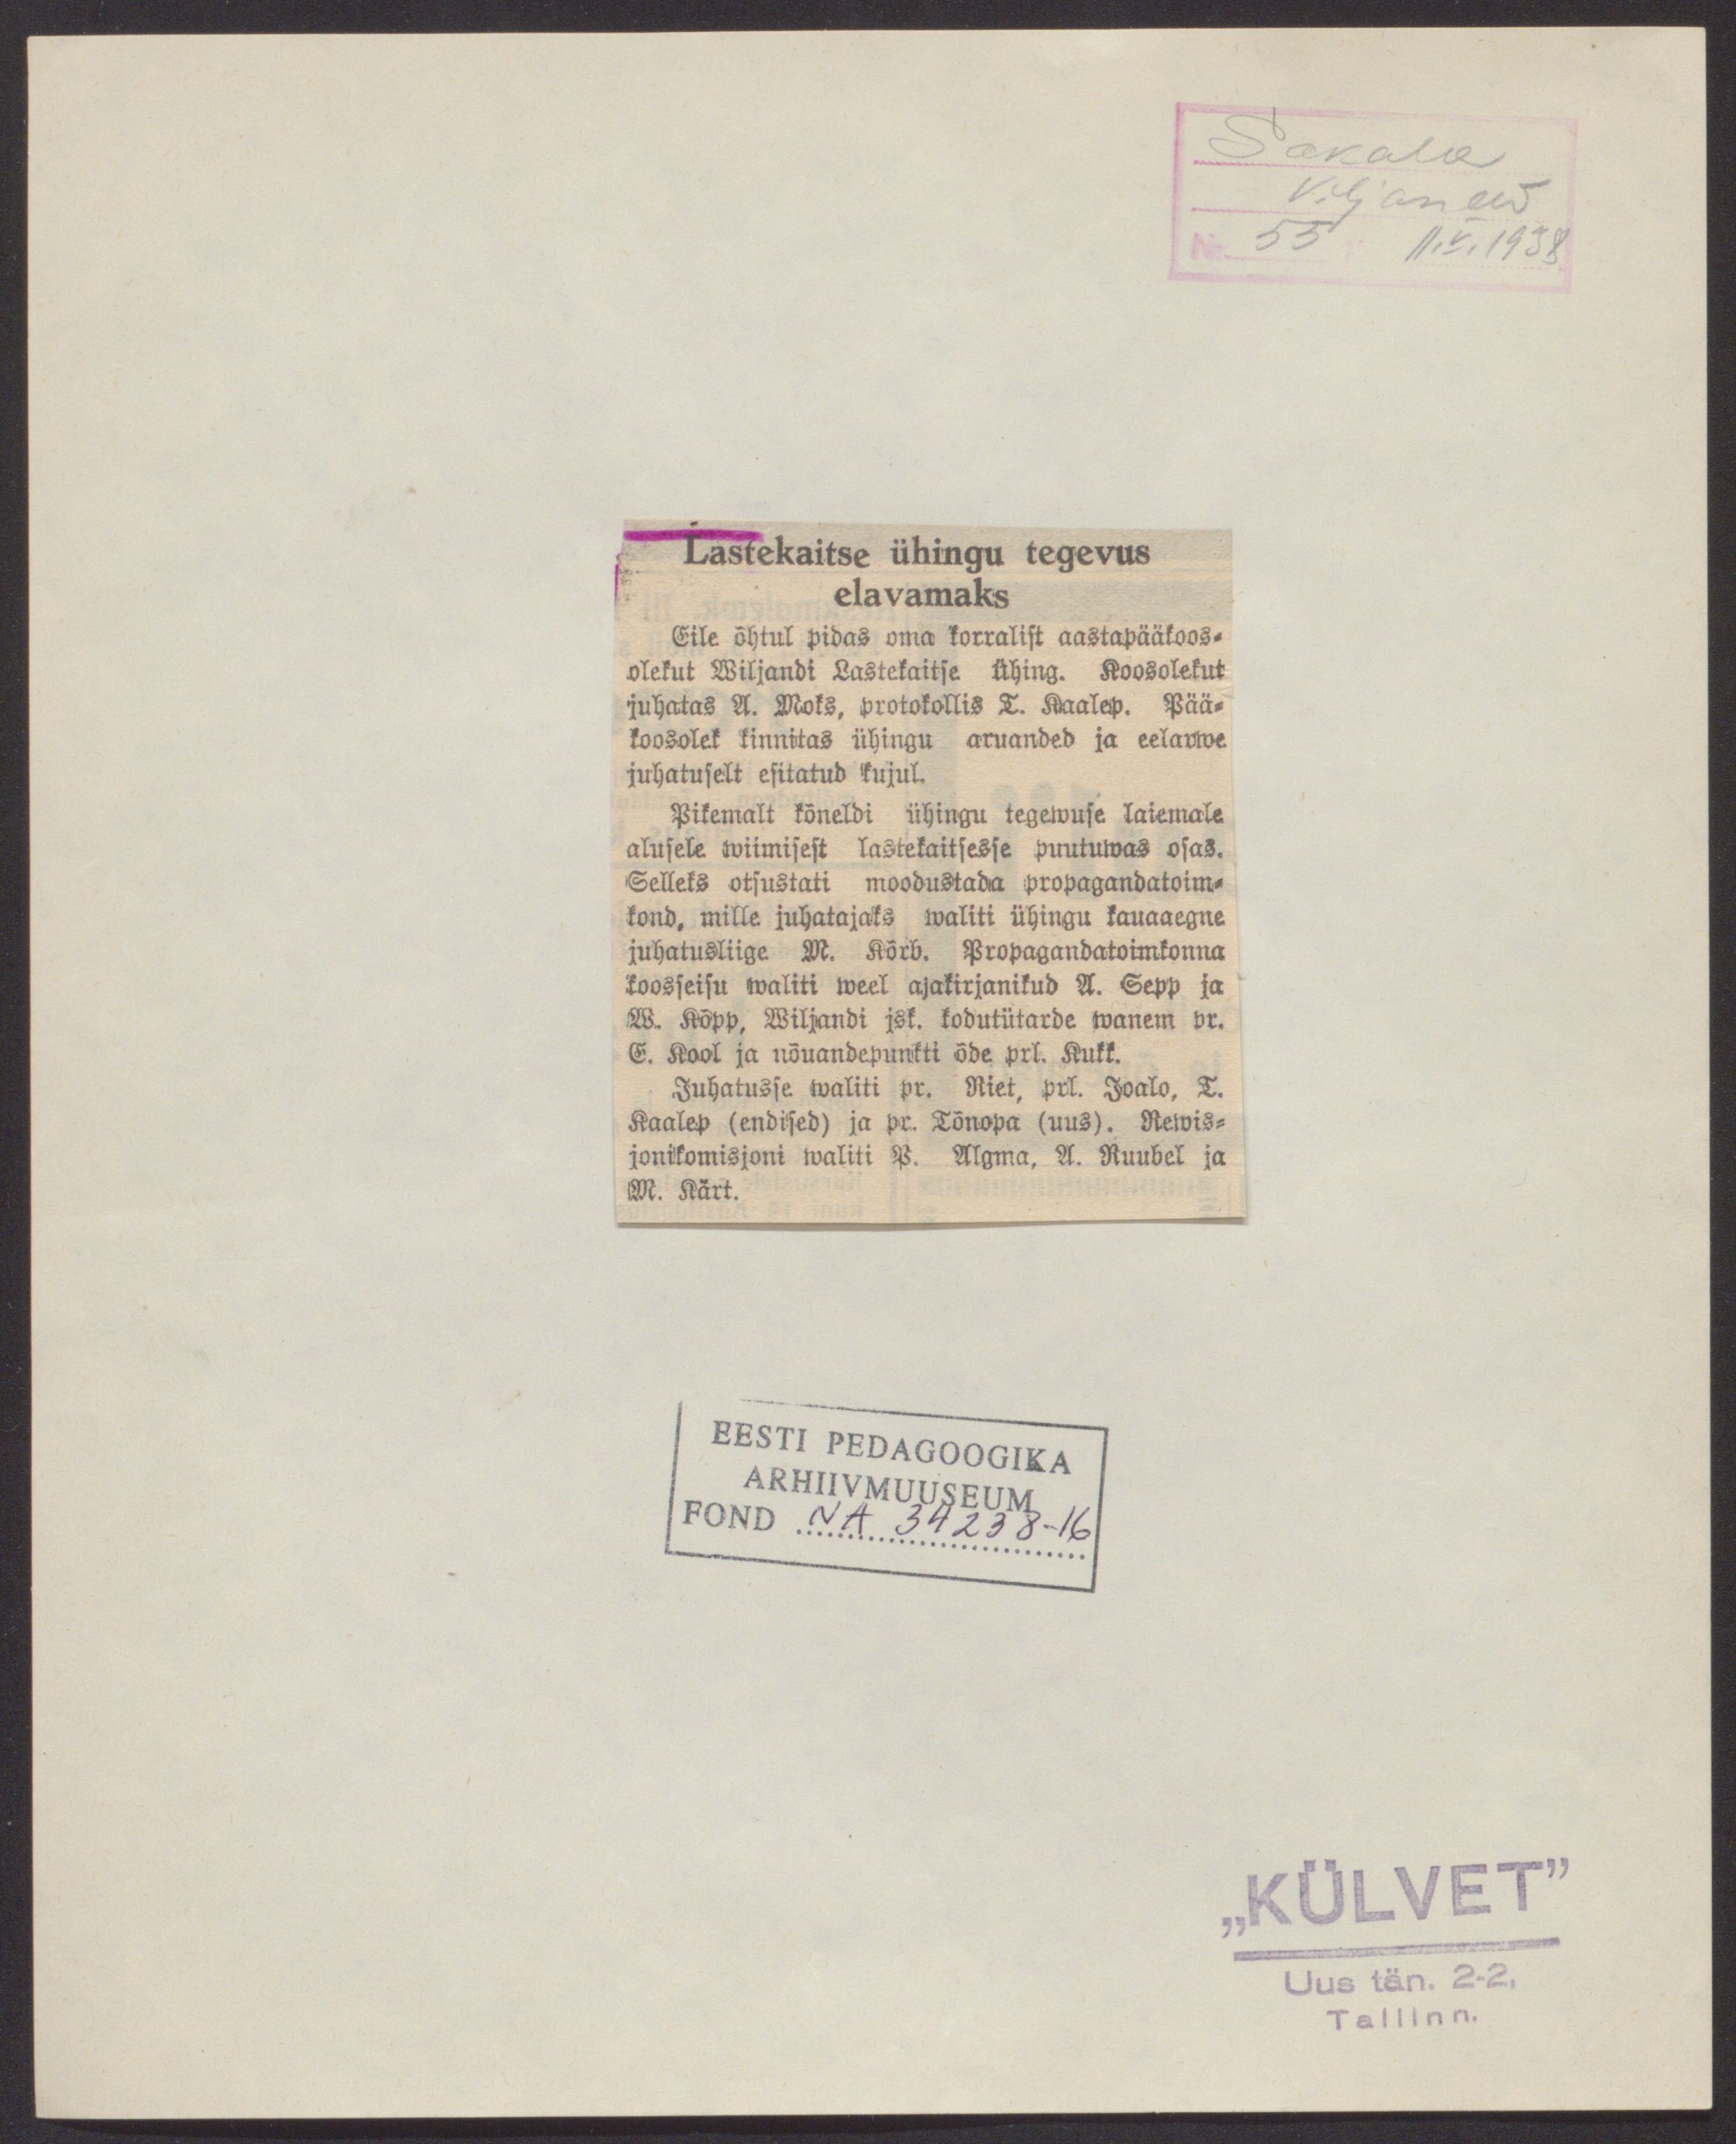 Sakala
Viljandis
Nr. 55 11.V.1938
Lastekaitse ühingu tegevus
elavamaks
Eile õhtul pidas oma korralist aastapääkoos-
olekut Wiljandi Lastekaitse Ühing. Koosolekut
juhatas A. Moks, protokollis T. Kaalep. Pää-
koosolek kinnitas ühingu aruanded ja eelarwe
juhatuselt esitatud kujul.
Pikemalt kõneldi ühingu tegewuse laiemale
alusele wiimisest lastekaitsesse puutuwas osas.
Selleks otsustati moodustada propagandatoim-
kond, mille juhatajaks waliti ühingu kauaaegne
juhatusliige M. Kõrb. Propagandatoimkonna
koosseisu waliti weel ajakirjanikud A. Sepp ja
W. Köpp, Wiljandi jsk. kodutütarde wanem pr.
E. Kool ja nõuandepunkti õde prl. Kukk.
Juhatusse waliti pr. Riet, prl. Joalo, T.
Kaalep (endised) ja pr. Tõnopa (uus). Rewis-
jonikomisjoni waliti P. Algma, A. Ruubel ja
M. Kärt.
EESTI PEDAGOOGIKA
ARHIIVMUUSEUM
FOND NA 34238-16
„KÜLVET”
Uus tän. 2-2,
Tallinn.